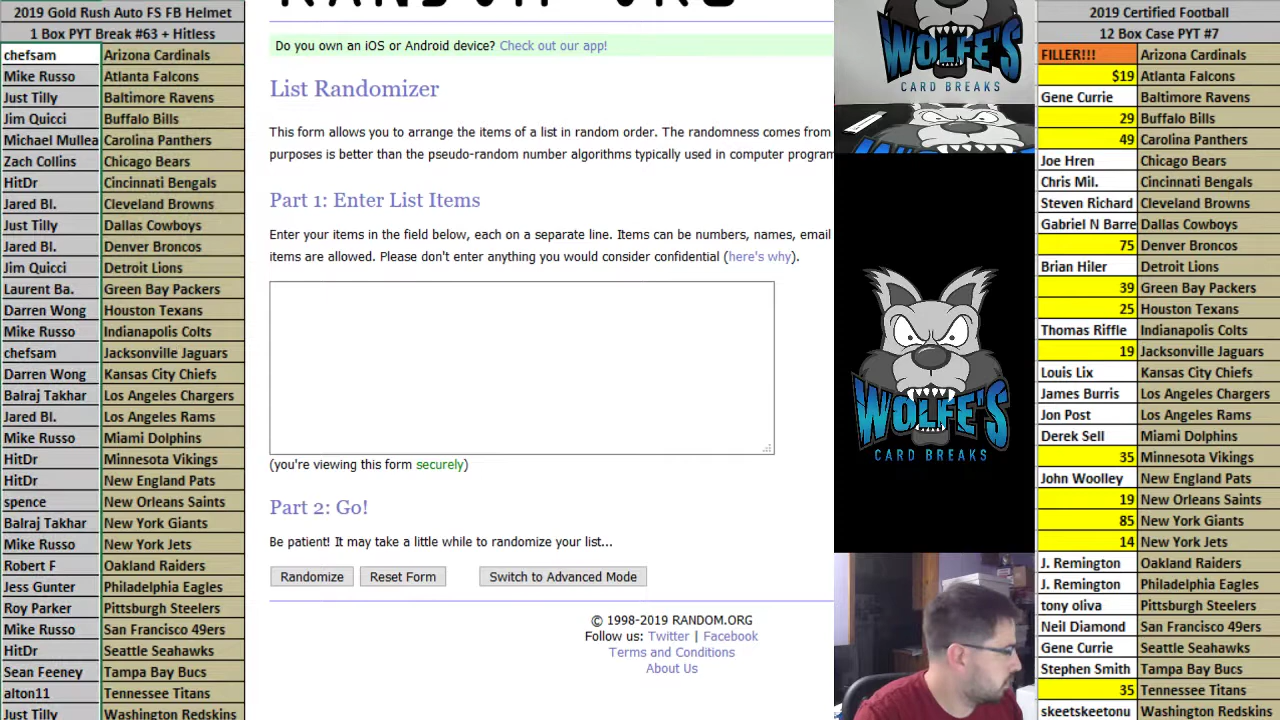 2019 Gold Rush Auto FS FB Helmet
1 Box PYT Break #63 + Hitless
chefsam Arizona Cardinals
Mike Russo Atlanta Falcons
Just Tilly Baltimore Ravens
Jim Quicci Buffalo Bills
Michael Mullea Carolina Panthers
Zach Collins Chicago Bears
HitDr Cincinnati Bengals
Jared Bl. Cleveland Browns
Just Tilly Dallas Cowboys
Jared Bl. Denver Broncos
Jim Quicci Detroit Lions
Laurent Ba. Green Bay Packers
Darren Wong Houston Texans
Mike Russo Indianapolis Colts
chefsam Jacksonville Jaguars
Darren Wong Kansas City Chiefs
Balraj Takhar Los Angeles Chargers
Jared Bl. Los Angeles Rams
Mike Russo Miami Dolphins
HitDr Minnesota Vikings
HitDr New England Pats
spence New Orleans Saints
Balraj Takhar New York Giants
Mike Russo New York Jets
Robert F Oakland Raiders
Jess Gunter Philadelphia Eagles
Roy Parker Pittsburgh Steelers
Mike Russo San Francisco 49ers
HitDr Seattle Seahawks
Sean Feeney Tampa Bay Bucs
alton11 Tennessee Titans
Just Tilly Washington Redskins
RANDOM.ORG
Do you own an iOS or Android device? Check out our app!
List Randomizer
This form allows you to arrange the items of a list in random order. The randomness comes from
purposes is better than the pseudo-random number algorithms typically used in computer program
Part 1: Enter List Items
Enter your items in the field below, each on a separate line. Items can be numbers, names, email
items are allowed. Please don't enter anything you would consider confidential (here's why).
(you're viewing this form securely)
Part 2: Go!
Be patient! It may take a little while to randomize your list...
Randomize Reset Form Switch to Advanced Mode
© 1998-2019 RANDOM.ORG
Follow us: Twitter | Facebook
Terms and Conditions
About Us
WOLFE'S
CARD BREAKS
WOLFE'S
CARD BREAKS
2019 Certified Football
12 Box Case PYT #7
FILLER!!! Arizona Cardinals
$19 Atlanta Falcons
Gene Currie Baltimore Ravens
29 Buffalo Bills
49 Carolina Panthers
Joe Hren Chicago Bears
Chris Mil. Cincinnati Bengals
Steven Richard Cleveland Browns
Gabriel N Barre Dallas Cowboys
75 Denver Broncos
Brian Hiler Detroit Lions
39 Green Bay Packers
25 Houston Texans
Thomas Riffle Indianapolis Colts
19 Jacksonville Jaguars
Louis Lix Kansas City Chiefs
James Burris Los Angeles Chargers
Jon Post Los Angeles Rams
Derek Sell Miami Dolphins
35 Minnesota Vikings
John Woolley New England Pats
19 New Orleans Saints
85 New York Giants
14 New York Jets
J. Remington Oakland Raiders
J. Remington Philadelphia Eagles
tony oliva Pittsburgh Steelers
Neil Diamond San Francisco 49ers
Gene Currie Seattle Seahawks
Stephen Smith Tampa Bay Bucs
35 Tennessee Titans
skeetskeetonu Washington Redskins